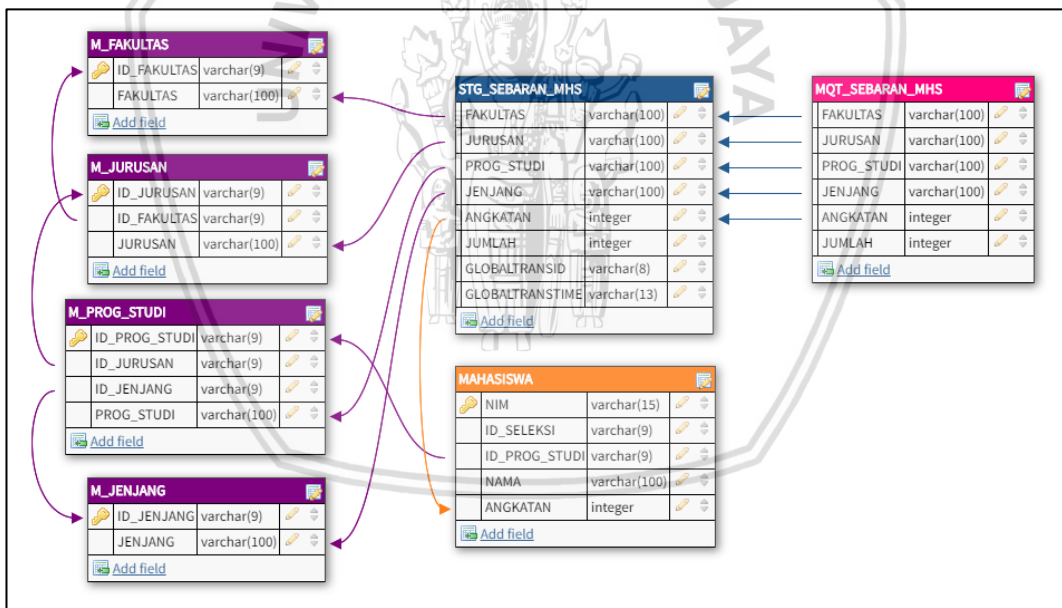 M_FAKULTAS
ID_FAKULTAS varchar(9)
FAKULTAS varchar(100)
Add field
M_JURUSAN
ID_JURUSAN varchar(9)
ID_FAKULTAS varchar(9)
JURUSAN varchar(100)
Add field
M_PROG_STUDI
ID_PROG_STUDI varchar(9)
ID_JURUSAN varchar(9)
ID_JENJANG varchar(9)
PROG_STUDI varchar(100)
Add field
M_JENJANG
ID_JENJANG varchar(9)
JENJANG varchar(100)
Add field
STG_SEBARAN_MHS
FAKULTAS varchar(100)
JURUSAN varchar(100)
PROG_STUDI varchar(100)
JENJANG varchar(100)
ANGKATAN integer
JUMLAH integer
GLOBALTRANSID varchar(8)
GLOBALTRANSTIME varchar(13)
Add field
MAHASISWA
NIM varchar(15)
ID_SELEKSI varchar(9)
ID_PROG_STUDI varchar(9)
NAMA varchar(100)
ANGKATAN integer
Add field
MQT_SEBARAN_MHS
FAKULTAS varchar(100)
JURUSAN varchar(100)
PROG_STUDI varchar(100)
JENJANG varchar(100)
ANGKATAN integer
JUMLAH integer
Add field